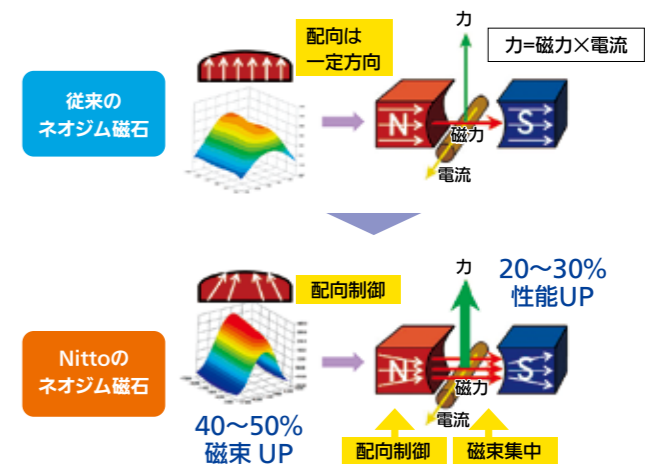 配向は
一定方向
力
力=磁力×電流
従来の
ネオジム磁石
N
磁力
S
電流
配向制御
力
20〜30%
性能UP
Nittoの
ネオジム磁石
N
磁力
S
電流
40〜50%
磁束 UP
配向制御
磁束集中